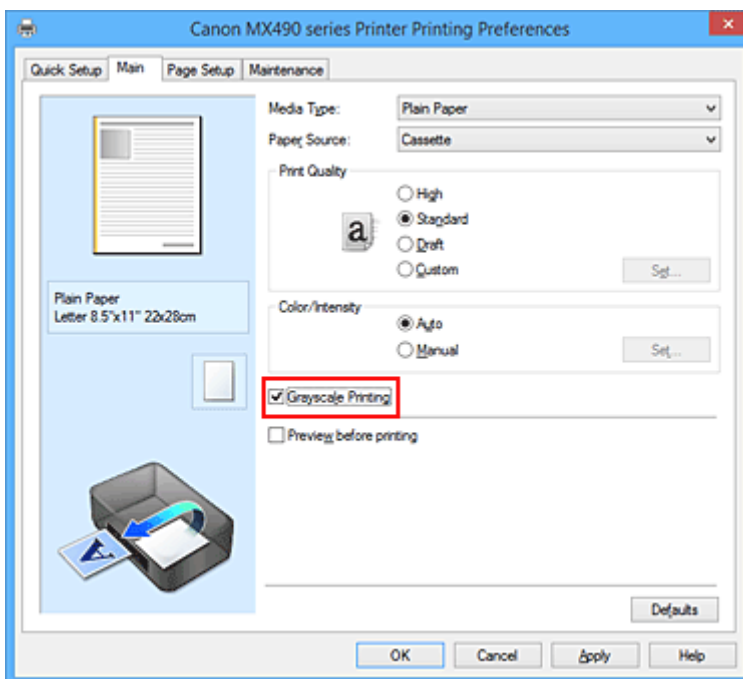 Canon MX490 series Printer Printing Preferences
Quick Setup Main Page Setup Maintenance
Media Type: Plain Paper
Paper Source: Cassette
Print Quality
High
a Standard
Draft
Custom Set...
Plain Paper
Letter 8.5"x11" 22x28cm
Color/Intensity
Auto
Manual Set...
Grayscale Printing
Preview before printing
A
Defaults
OK Cancel Apply Help